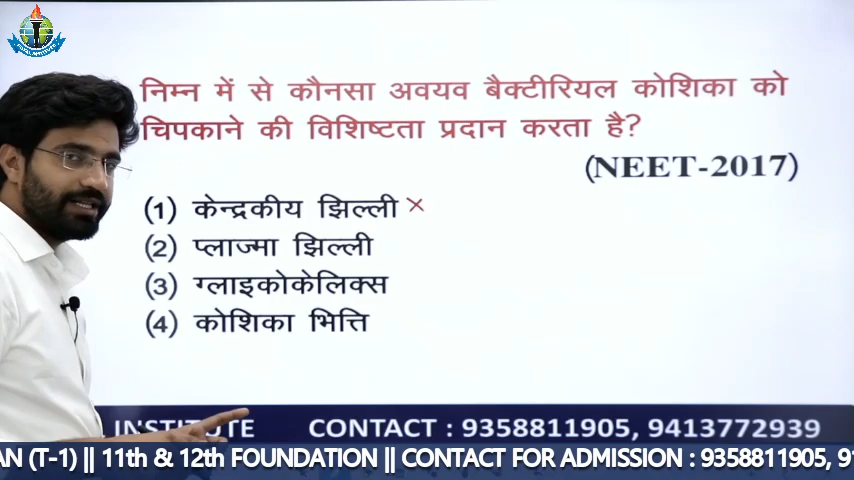 निम्न में से कौनसा अवयव बैक्टीरियल कोशिका को
चिपकाने की विशिष्टता प्रदान करता है?
(NEET-2017)
(1) केन्द्रकीय झिल्ली ×
(2) प्लाज्मा झिल्ली
(3) ग्लाइकोकेलिक्स
(4) कोशिका भित्ति
INSTITUTE CONTACT : 9358811905, 9413772939
AN (T-1) || 11th & 12th FOUNDATION || CONTACT FOR ADMISSION : 9358811905, 9